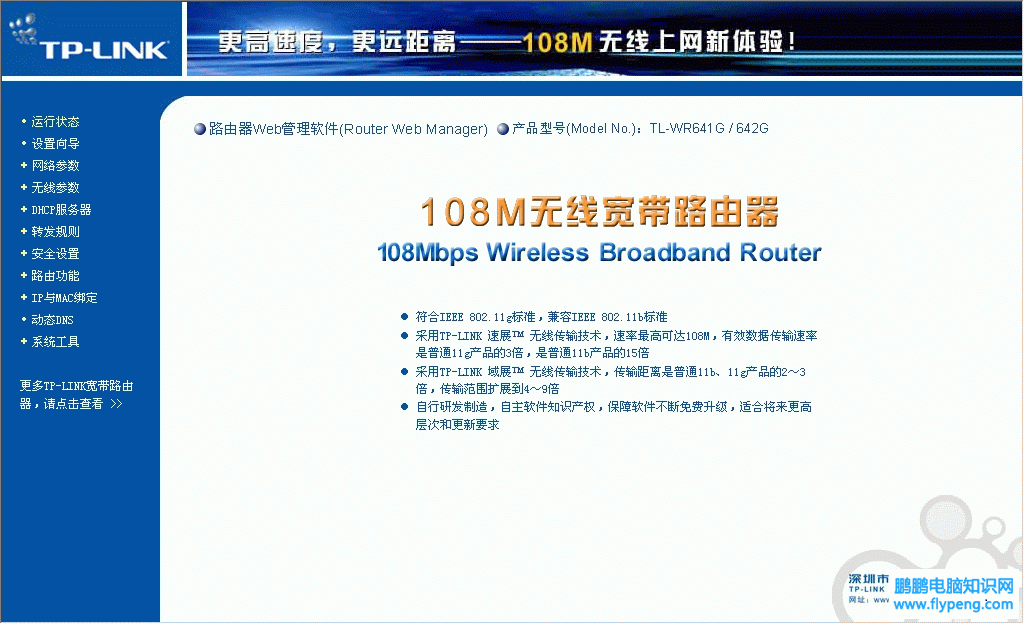 TP-LINK
更高速度，更远距离——108M 无线上网新体验！
• 运行状态
• 设置向导
+ 网络参数
+ 无线参数
+ DHCP服务器
+ 转发规则
+ 安全设置
+ 路由功能
+ IP与MAC绑定
• 动态DNS
+ 系统工具
更多TP-LINK宽带路由
器，请点击查看 >>
路由器Web管理软件(Router Web Manager) 产品型号(Model No.)：TL-WR641G / 642G
108M无线宽带路由器
108Mbps Wireless Broadband Router
● 符合IEEE 802.11g标准，兼容IEEE 802.11b标准
● 采用TP-LINK 速展™ 无线传输技术，速率最高可达108M，有效数据传输速率
是普通11g产品的3倍，是普通11b产品的15倍
● 采用TP-LINK 域展™ 无线传输技术，传输距离是普通11b、11g产品的2～3
倍，传输范围扩展到4～9倍
● 自行研发制造，自主软件知识产权，保障软件不断免费升级，适合将来更高
层次和更新要求
深圳市
TP-LINK
网址：www
鹏鹏电脑知识网
www.flypeng.com